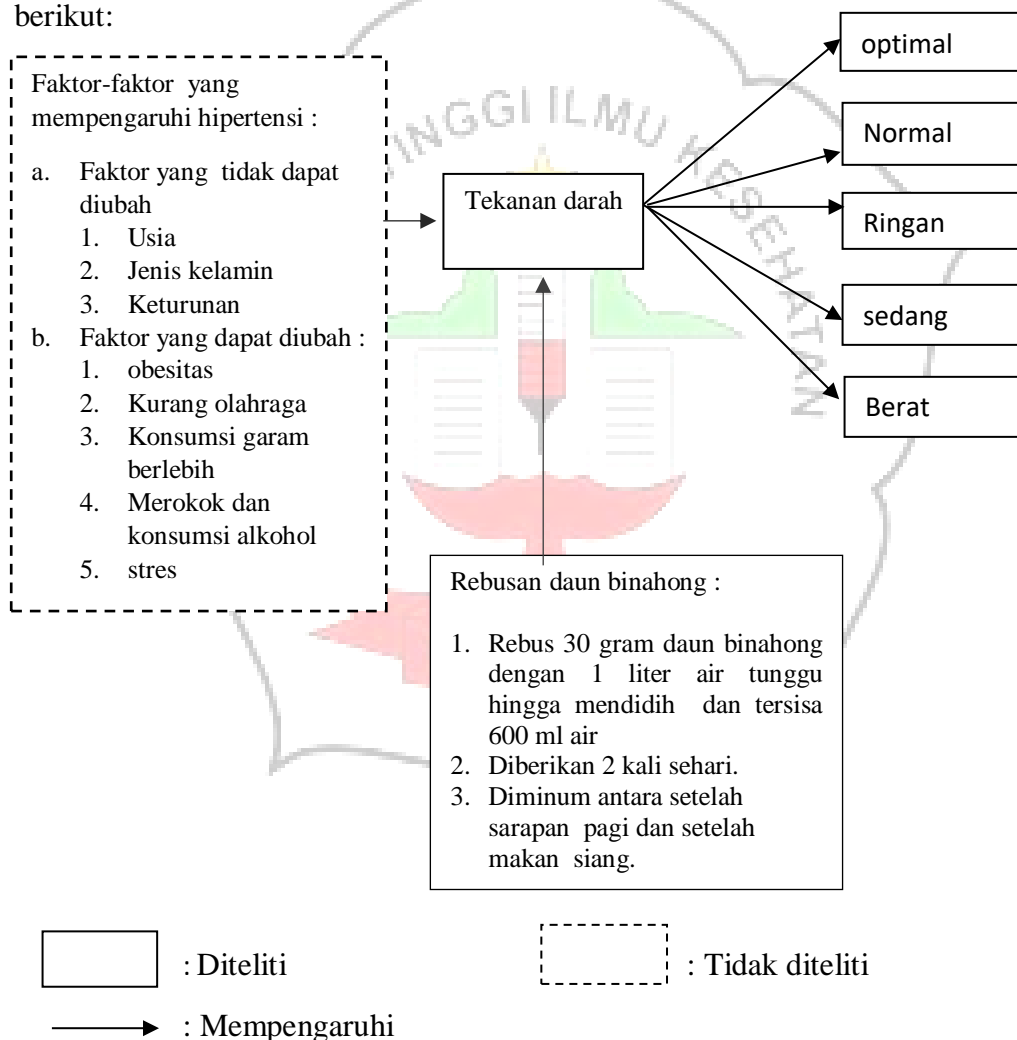 berikut:
Faktor-faktor yang
mempengaruhi hipertensi :
a. Faktor yang tidak dapat
diubah
1. Usia
2. Jenis kelamin
3. Keturunan
b. Faktor yang dapat diubah :
1. obesitas
2. Kurang olahraga
3. Konsumsi garam
berlebih
4. Merokok dan
konsumsi alkohol
5. stres
INGGI ILMU KESEHATAN
Tekanan darah
optimal
Normal
Ringan
sedang
Berat
Rebusan daun binahong :
1. Rebus 30 gram daun binahong
dengan 1 liter air tunggu
hingga mendidih dan tersisa
600 ml air
2. Diberikan 2 kali sehari.
3. Diminum antara setelah
sarapan pagi dan setelah
makan siang.
: Diteliti
: Tidak diteliti
: Mempengaruhi